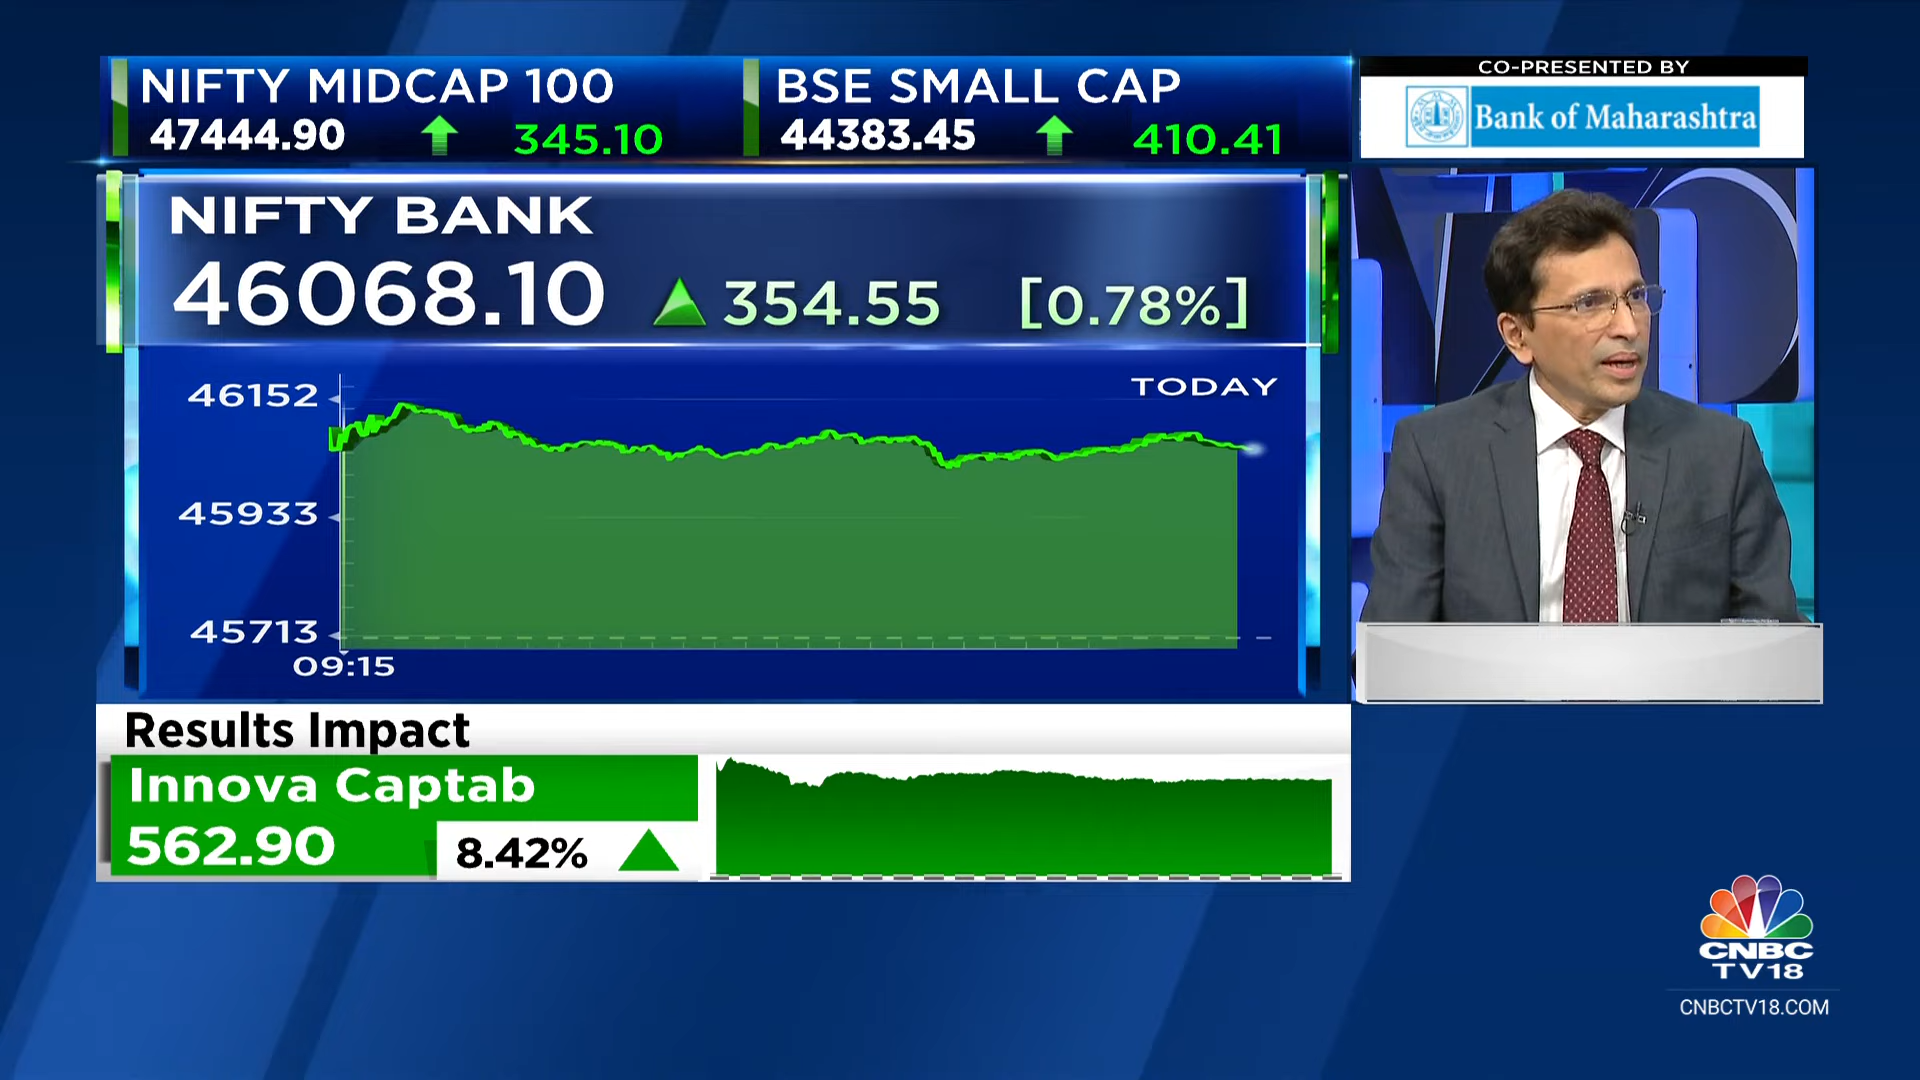 NIFTY MIDCAP 100
47444.90 345.10
BSE SMALL CAP
44383.45 410.41
CO-PRESENTED BY
Bank of Maharashtra
NIFTY BANK
46068.10 354.55 [0.78%]
TODAY
46152
45933
45713
09:15
Results Impact
Innova Captab
562.90 8.42%
CNBC
TV18
CNBCTV18.COM